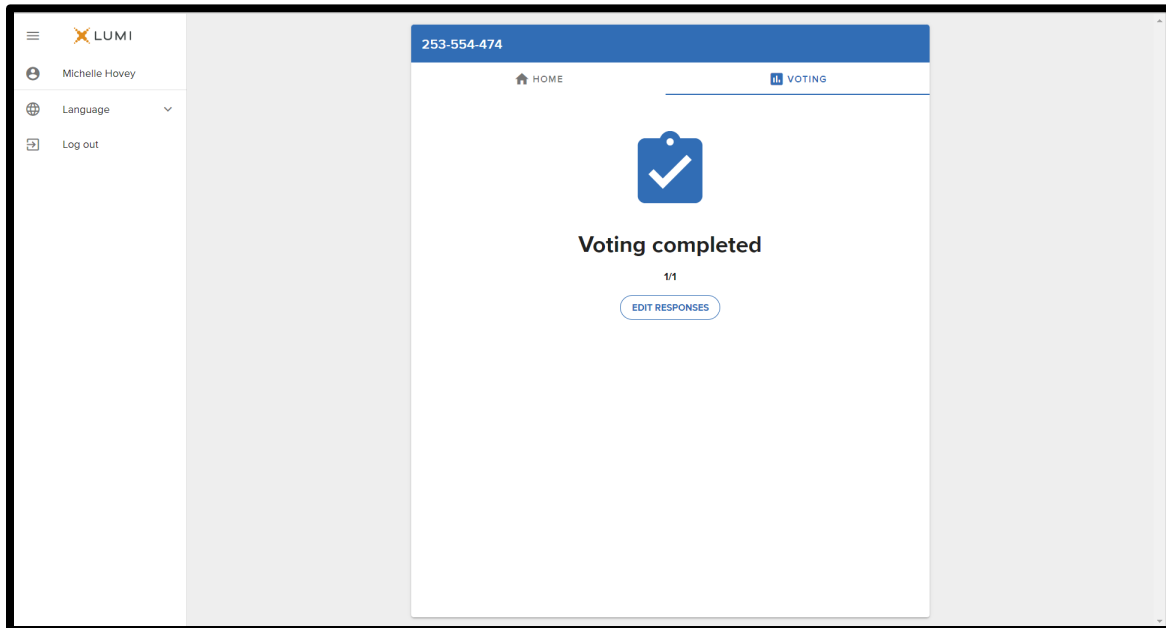 LUMI
Michelle Hovey
Language
Log out
253-554-474
HOME
VOTING
Voting completed
1/1
EDIT RESPONSES